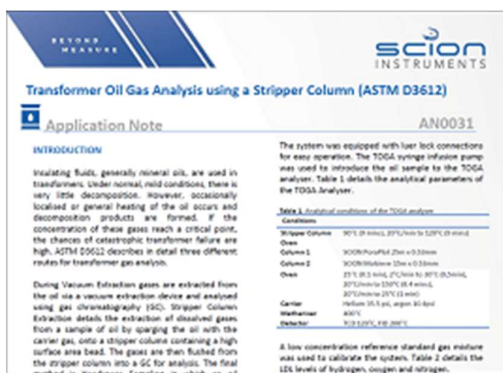 BEYOND
MEASURE
scion
INSTRUMENTS
Transformer Oil Gas Analysis using a Stripper Column (ASTM D3612)
Application Note
AN0031
INTRODUCTION
Insulating fluids, generally mineral oils, are used in
transformers. Under normal, mild conditions, there is
very little decomposition. However, occasionally
localised or general heating of the oil occurs and
decomposition products are formed. If the
concentration of these gases reach a critical point,
the chances of catastrophic transformer failure are
high. ASTM D3612 describes in detail three different
routes for transformer gas analysis.
During Vacuum Extraction gases are extracted from
the oil via a vacuum extraction device and analysed
using gas chromatography (GC). Stripper Column
Extraction details the extraction of dissolved gases
from a sample of oil by sparging the oil with the
carrier gas, onto a stripper column containing a high
surface area bead. The gases are then flushed from
the stripper column into a GC for analysis. The final
The system was equipped with luer lock connections
for easy operation. The TOGA syringe infusion pump
was used to introduce the oil sample to the TOGA
analyser. Table 1 details the analytical parameters of
the TOGA Analyser.
Table 1. Analytical conditions of the TOGA analyser
Conditions
Stripper Column
Oven
Column 1
Column 2
Oven
Carrier
Methaniser
Detector
A low concentration reference standard gas mixture
was used to calibrate the system. Table 2 details the
LDL levels of hydrogen, oxygen and nitrogen.